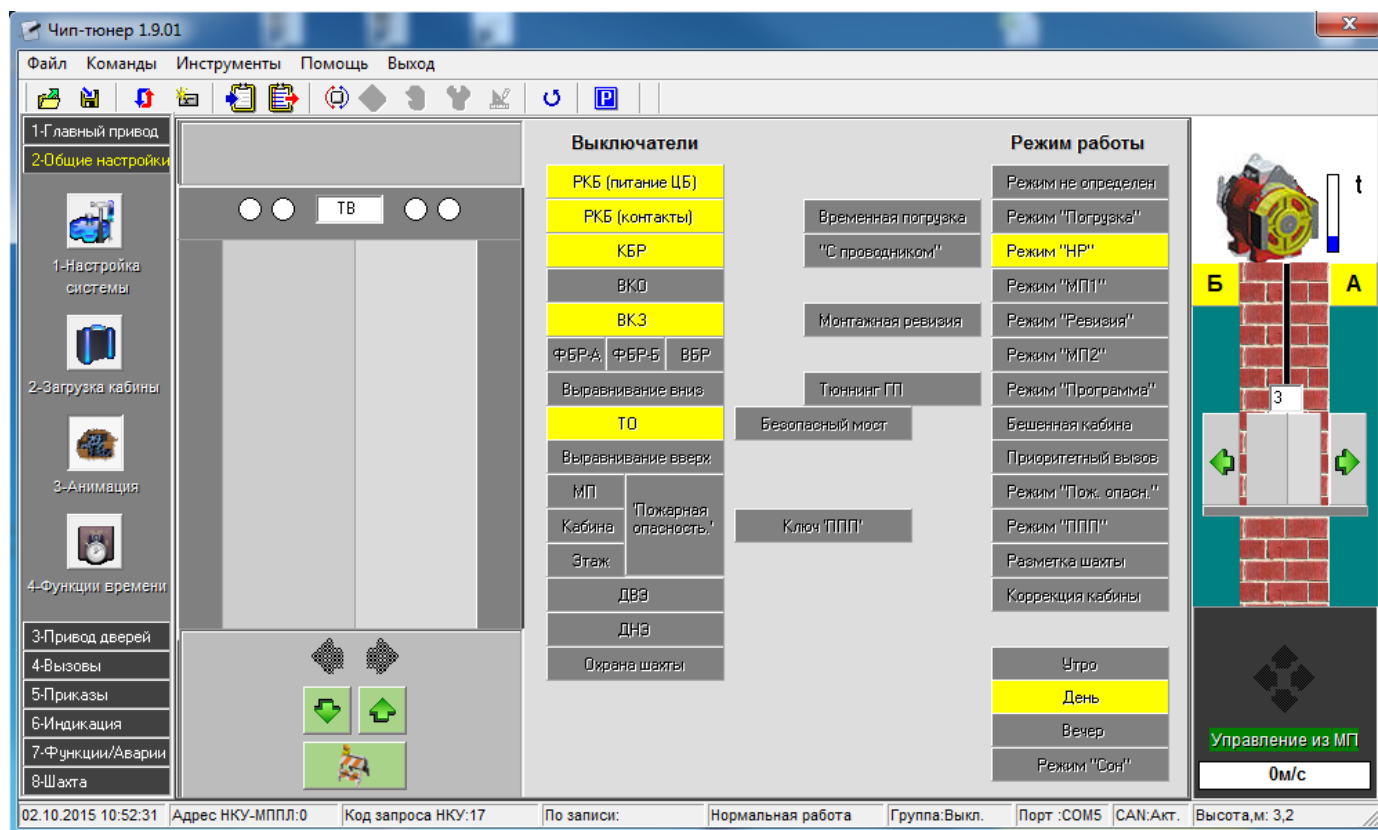 Чип-тюнер 1.9.01
Файл Команды Инструменты Помощь Выход
P
1-Главный привод
2-Общие настройки
1-Настройка
системы
2-Загрузка кабины
3-Анимация
4-Функции времени
3-Привод дверей
4-Вызовы
5-Приказы
6-Индикация
7-Функции/Аварии
8-Шахта
ТВ
Выключатели
РКБ (питание ЦБ)
РКБ (контакты)
КБР
ВКО
ВКЗ
ФБР-А ФБР-Б ВБР
Выравнивание вниз
ТО
Выравнивание вверх
МП
Кабина
Этаж
'Пожарная
опасность.'
ДВЭ
ДНЭ
Охрана шахты
Временная погрузка
"С проводником"
Монтажная ревизия
Тюннинг ГП
Безопасный мост
Ключ 'ППП'
Режим работы
Режим не определен
Режим "Погрузка"
Режим "НР"
Режим "МП1"
Режим "Ревизия"
Режим "МП2"
Режим "Программа"
Бешенная кабина
Приоритетный вызов
Режим "Пож. опасн."
Режим "ППП"
Разметка шахты
Коррекция кабины
Утро
День
Вечер
Режим "Сон"
t
Б А
3
Управление из МП
0м/с
02.10.2015 10:52:31 Адрес НКУ-МППЛ:0 Код запроса НКУ:17 По записи: Нормальная работа Группа:Выкл. Порт :COM5 CAN:Акт. Высота,м: 3,2